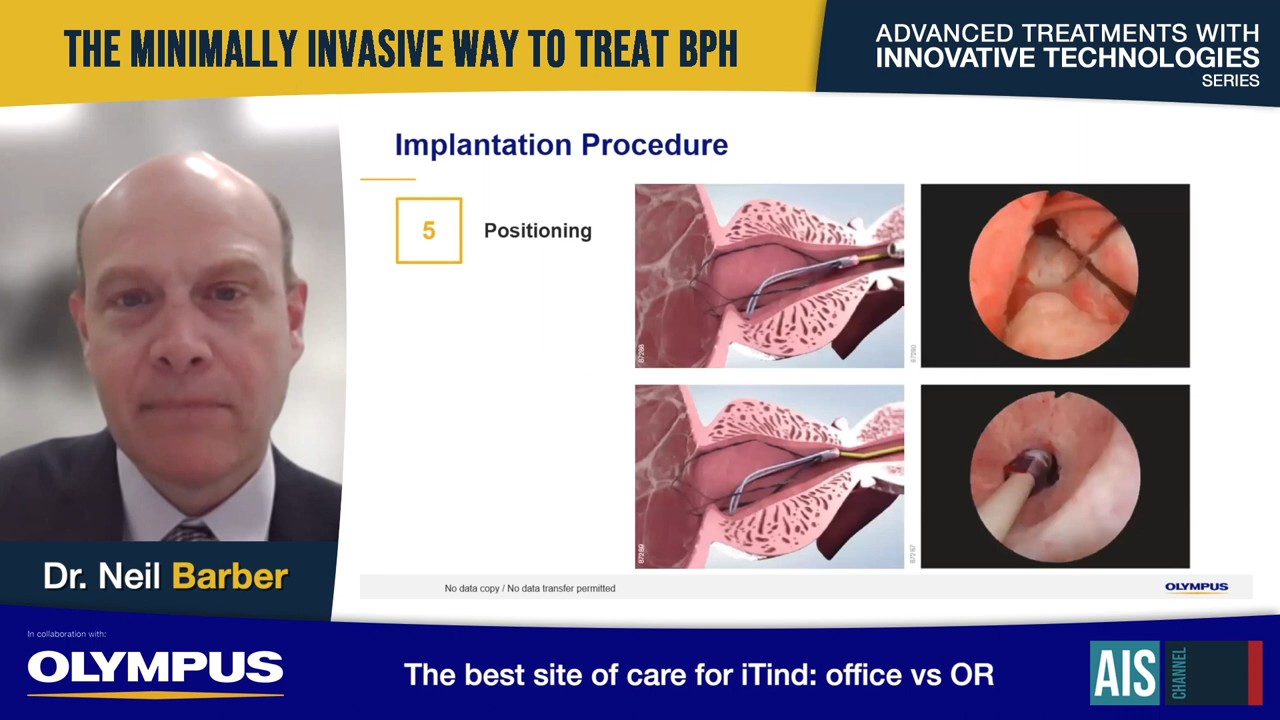 THE MINIMALLY INVASIVE WAY TO TREAT BPH
ADVANCED TREATMENTS WITH
INNOVATIVE TECHNOLOGIES
SERIES
Implantation Procedure
5
Positioning
No data copy / No data transfer permitted
OLYMPUS
Dr. Neil Barber
In collaboration with:
OLYMPUS
The best site of care for iTind: office vs OR
AIS
CHANNEL